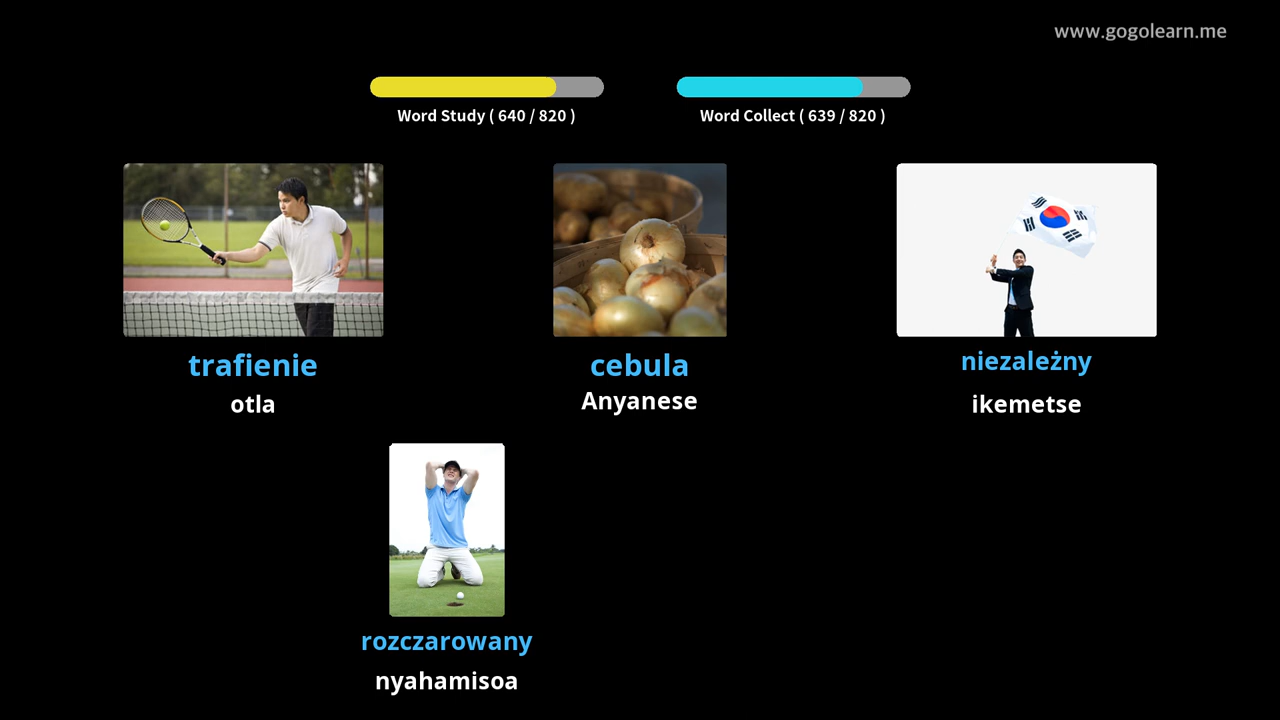 www.gogolearn.me
Word Study ( 640 / 820 )
Word Collect ( 639 / 820 )
trafienie
otla
cebula
Anyanese
niezależny
ikemetse
rozczarowany
nyahamisoa